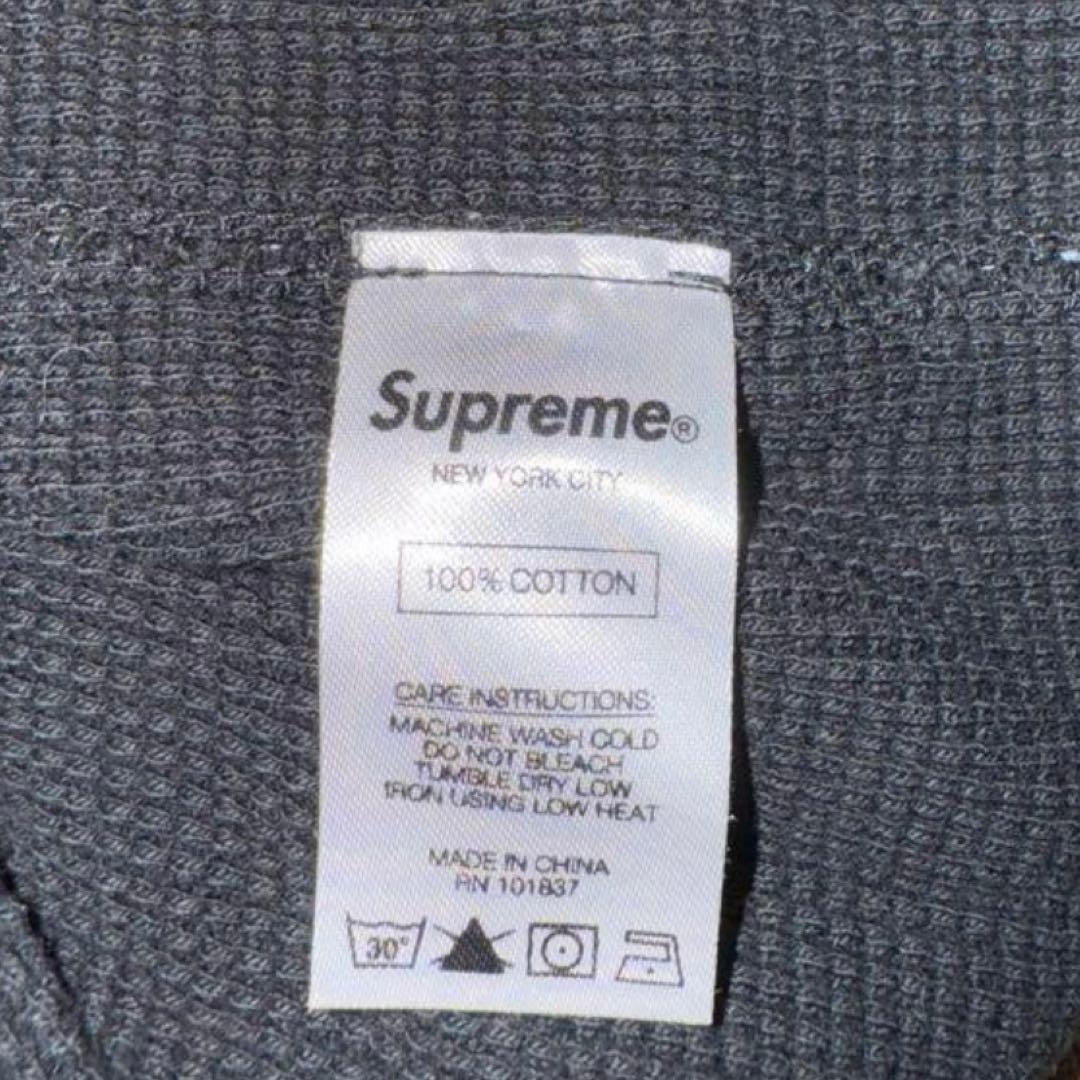 Supreme®
NEW YORK CITY
100% COTTON
CARE INSTRUCTIONS:
MACHINE WASH COLD
DO NOT BLEACH
TUMBLE DRY LOW
IRON USING LOW HEAT
MADE IN CHINA
RN 101837
30°